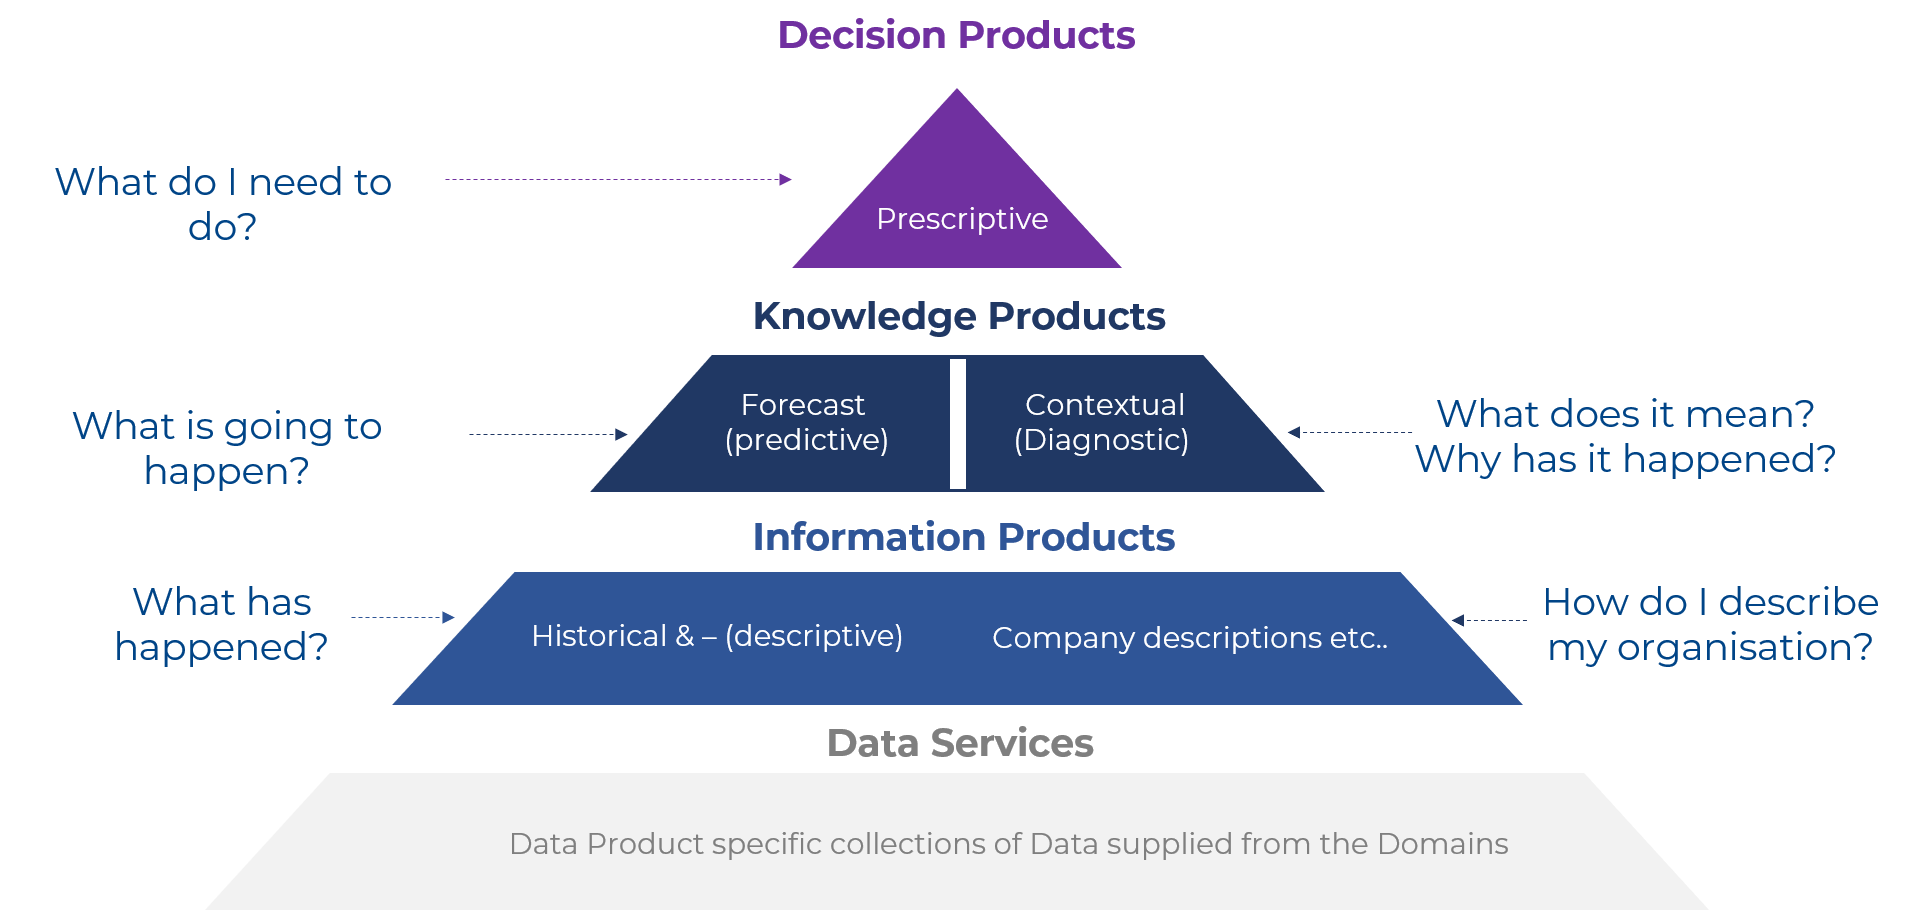 Decision Products
What do I need to
do?
Prescriptive
Knowledge Products
What is going to
happen?
Forecast
(predictive)
Contextual
(Diagnostic)
What does it mean?
Why has it happened?
Information Products
What has
happened?
Historical & – (descriptive)
Company descriptions etc..
How do I describe
my organisation?
Data Services
Data Product specific collections of Data supplied from the Domains